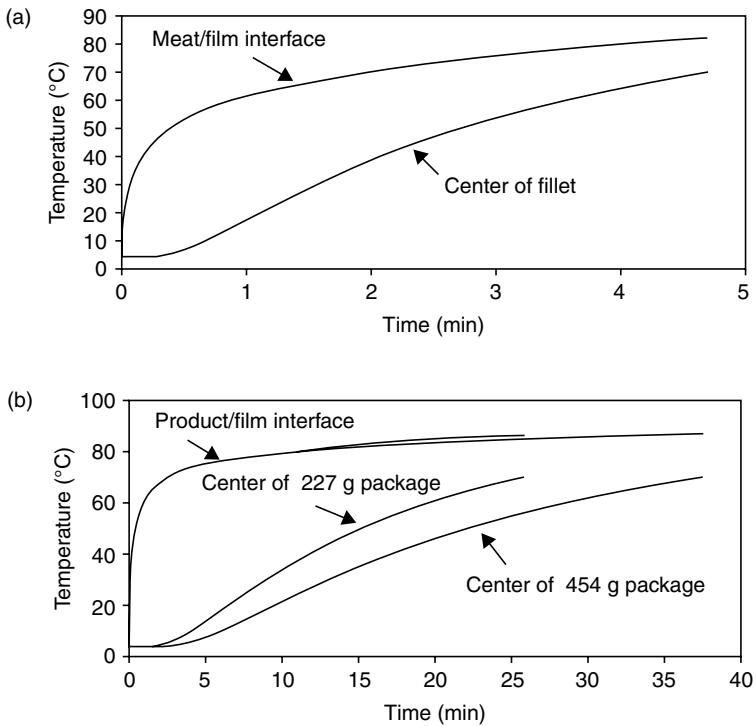 (a)
90
80
70
60
50
40
30
20
10
0
Temperature (°C)
Meat/film interface
Center of fillet
0 1 2 3 4 5
Time (min)
(b)
100
80
60
40
20
0
Temperature (°C)
Product/film interface
Center of 227 g package
Center of 454 g package
0 5 10 15 20 25 30 35 40
Time (min)